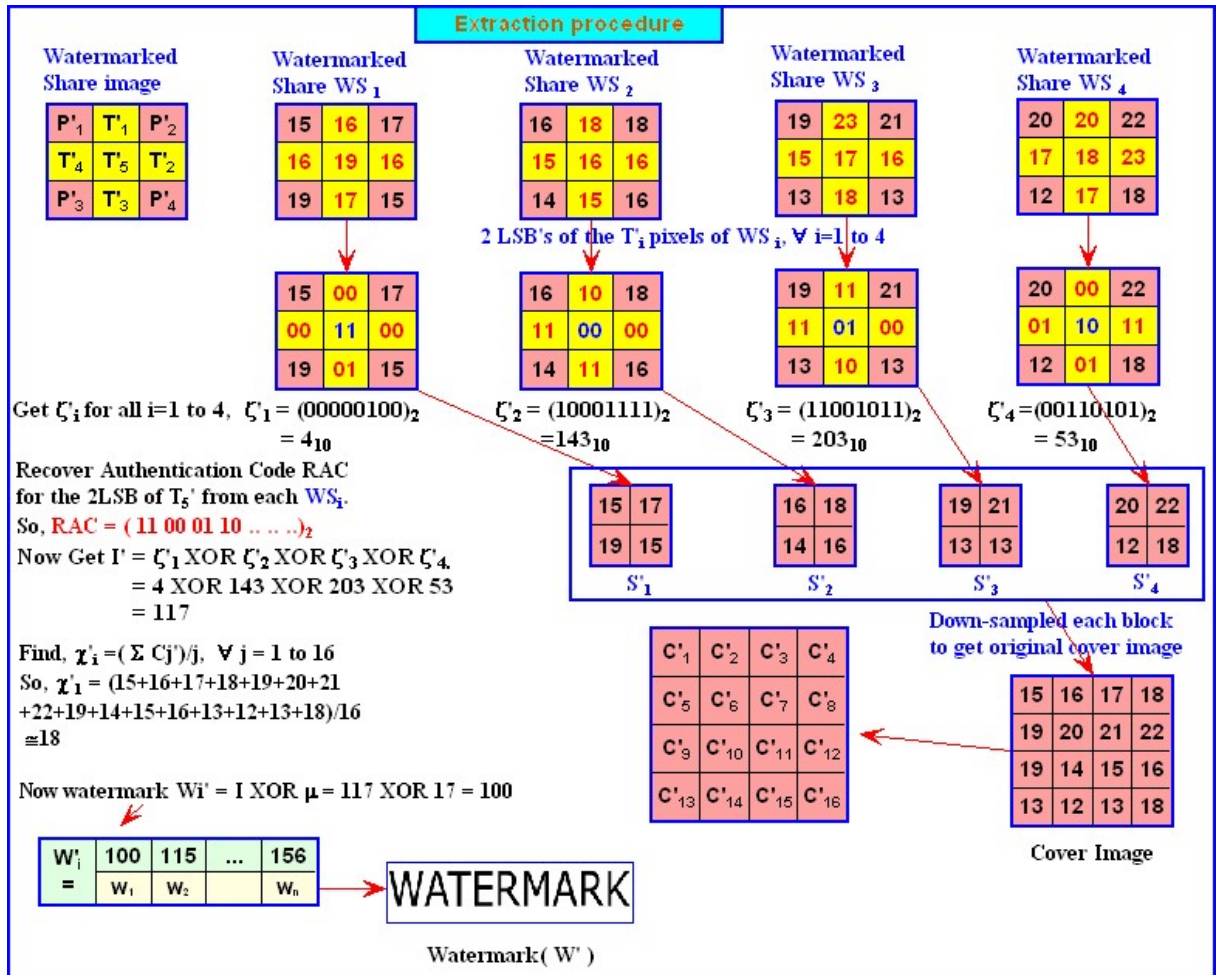 Extraction procedure
Watermarked
Share image
P'1 T'1 P'2
T'4 T'5 T'2
P'3 T'3 P'4
Watermarked
Share WS 1
15 16 17
16 19 16
19 17 15
Watermarked
Share WS 2
16 18 18
15 16 16
14 15 16
Watermarked
Share WS 3
19 23 21
15 17 16
13 18 13
Watermarked
Share WS 4
20 20 22
17 18 23
12 17 18
2 LSB's of the T'i pixels of WS i, ∀ i=1 to 4
15 00 17
00 11 00
19 01 15
16 10 18
11 00 00
14 11 16
19 11 21
11 01 00
13 10 13
20 00 22
01 10 11
12 01 18
Get ζ'i for all i=1 to 4, ζ'1 = (00000100)2
= 410
ζ'2 = (10001111)2
=14310
ζ'3 = (11001011)2
= 20310
ζ'4 =(00110101)2
= 5310
Recover Authentication Code RAC
for the 2LSB of T5' from each WSi.
So, RAC = ( 11 00 01 10 .. ... ..)2
Now Get I' = ζ'1 XOR ζ'2 XOR ζ'3 XOR ζ'4.
= 4 XOR 143 XOR 203 XOR 53
= 117
15 17
19 15
S'1
16 18
14 16
S'2
19 21
13 13
S'3
20 22
12 18
S'4
Down-sampled each block
to get original cover image
Find, χ'i =( Σ Cj')/j, ∀ j = 1 to 16
So, χ'1 = (15+16+17+18+19+20+21
+22+19+14+15+16+13+12+13+18)/16
≅18
C'1 C'2 C'3 C'4
C'5 C'6 C'7 C'8
C'9 C'10 C'11 C'12
C'13 C'14 C'15 C'16
15 16 17 18
19 20 21 22
19 14 15 16
13 12 13 18
Cover Image
Now watermark Wi' = I XOR μ = 117 XOR 17 = 100
W'i = 100 115 ... 156
W1 W2 Wn
WATERMARK
Watermark( W' )